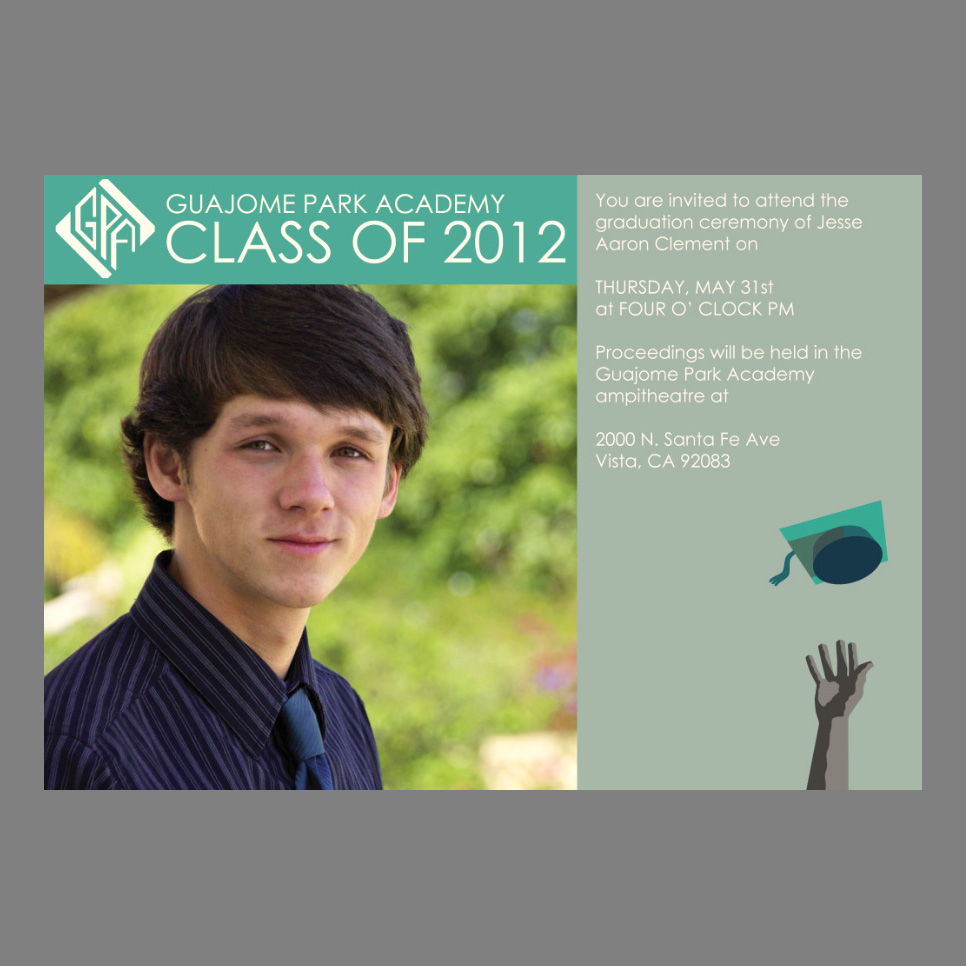 GPA
GUAJOME PARK ACADEMY
CLASS OF 2012
You are invited to attend the
graduation ceremony of Jesse
Aaron Clement on
THURSDAY, MAY 31st
at FOUR O’ CLOCK PM
Proceedings will be held in the
Guajome Park Academy
ampitheatre at
2000 N. Santa Fe Ave
Vista, CA 92083